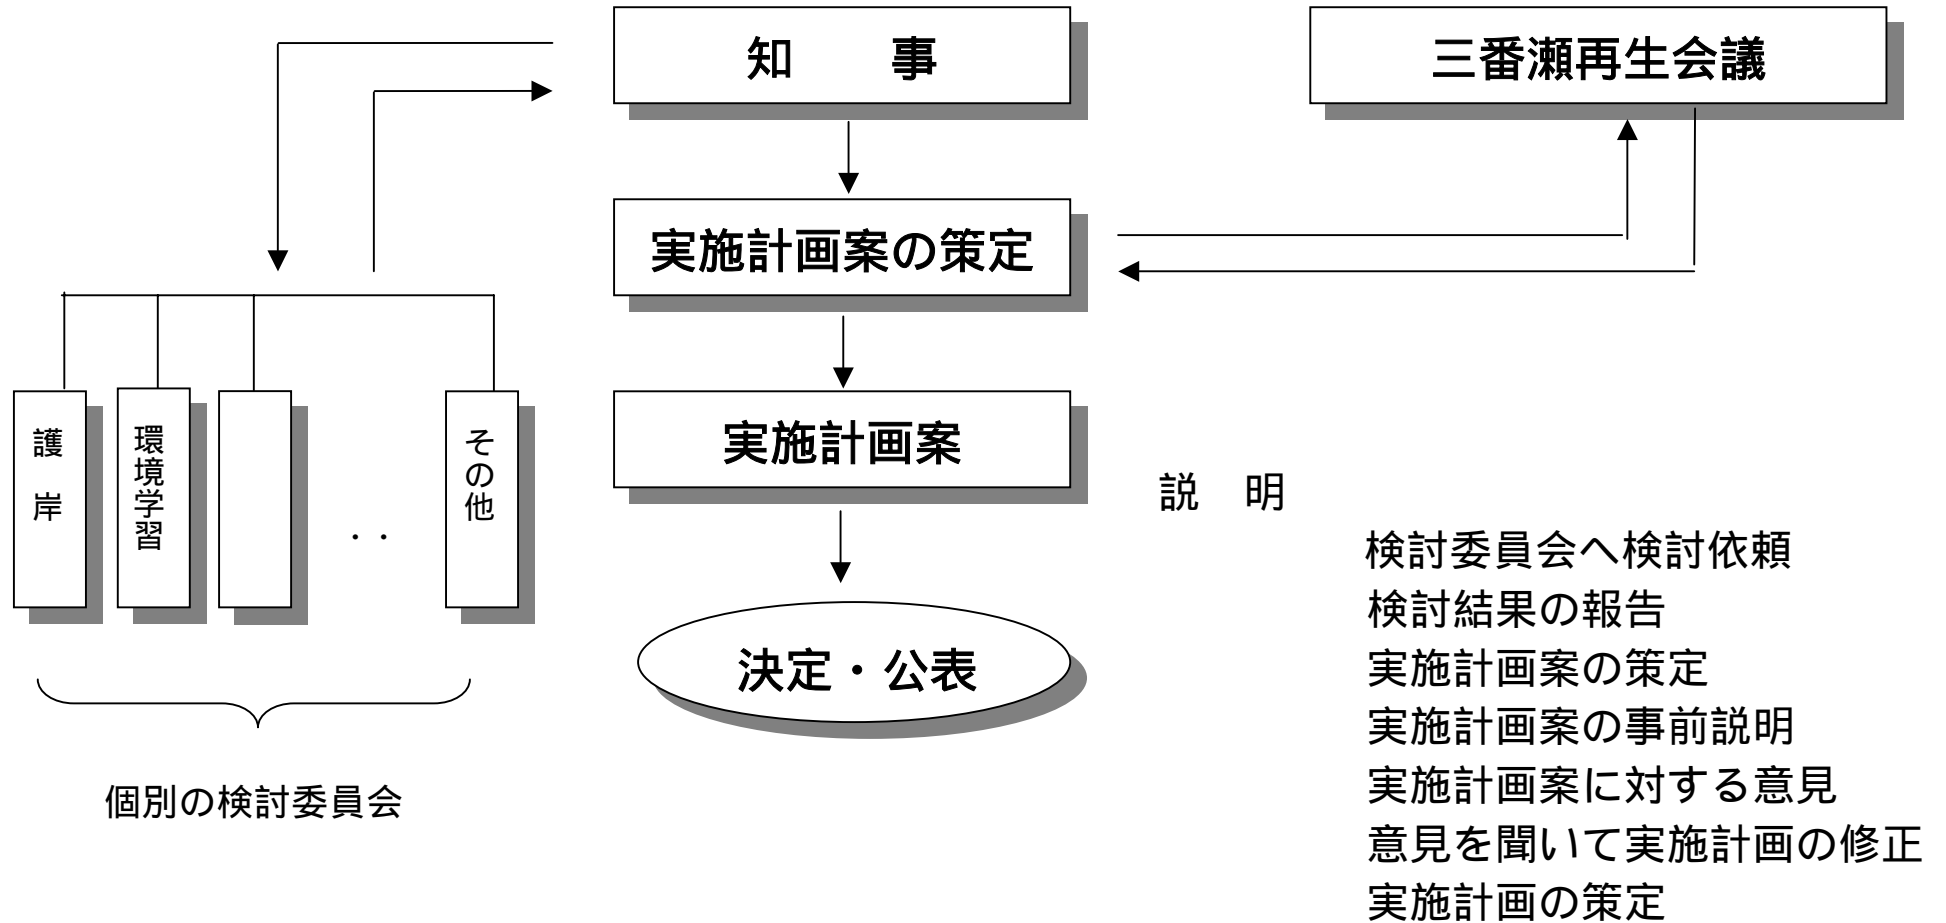 知　　事
三番瀬再生会議
実施計画案の策定
実施計画案
決定・公表
護　岸
環境学習
・・
その他
個別の検討委員会
説　明
検討委員会へ検討依頼
検討結果の報告
実施計画案の策定
実施計画案の事前説明
実施計画案に対する意見
意見を聞いて実施計画の修正
実施計画の策定